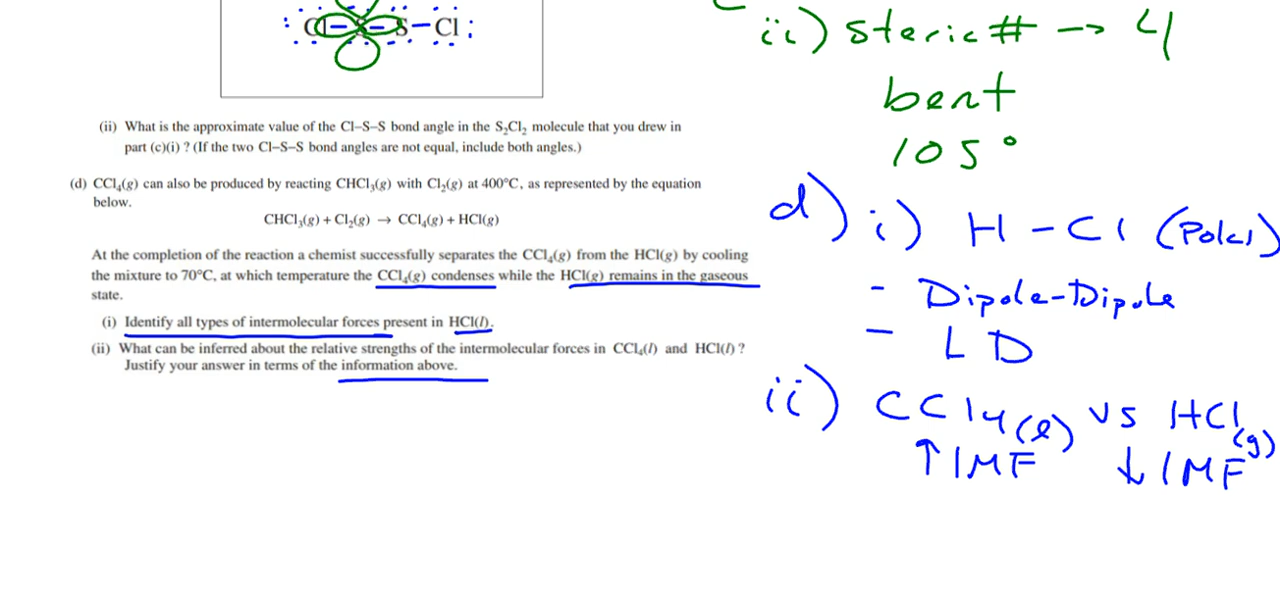 Cl–S–S–Cl
(ii) What is the approximate value of the Cl–S–S bond angle in the S₂Cl₂ molecule that you drew in
part (c)(i) ? (If the two Cl–S–S bond angles are not equal, include both angles.)
(d) CCl₄(g) can also be produced by reacting CHCl₃(g) with Cl₂(g) at 400°C, as represented by the equation
below.
CHCl₃(g) + Cl₂(g) → CCl₄(g) + HCl(g)
At the completion of the reaction a chemist successfully separates the CCl₄(g) from the HCl(g) by cooling
the mixture to 70°C, at which temperature the CCl₄(g) condenses while the HCl(g) remains in the gaseous
state.
(i) Identify all types of intermolecular forces present in HCl(l).
(ii) What can be inferred about the relative strengths of the intermolecular forces in CCl₄(l) and HCl(l) ?
Justify your answer in terms of the information above.
ii) steric # → 4
bent
105°
d) i) H – Cl (Polar)
- Dipole-Dipole
- LD
ii) CCl4(l) vs HCl(g)
↑IMF ↓IMF